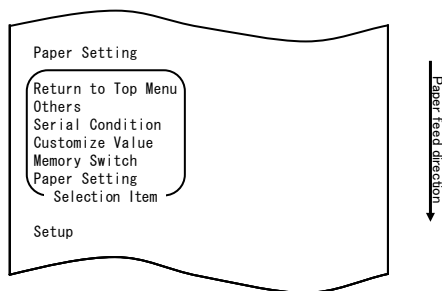 Paper Setting
Return to Top Menu
Others
Serial Condition
Customize Value
Memory Switch
Paper Setting
Selection Item
Setup
Paper feed direction